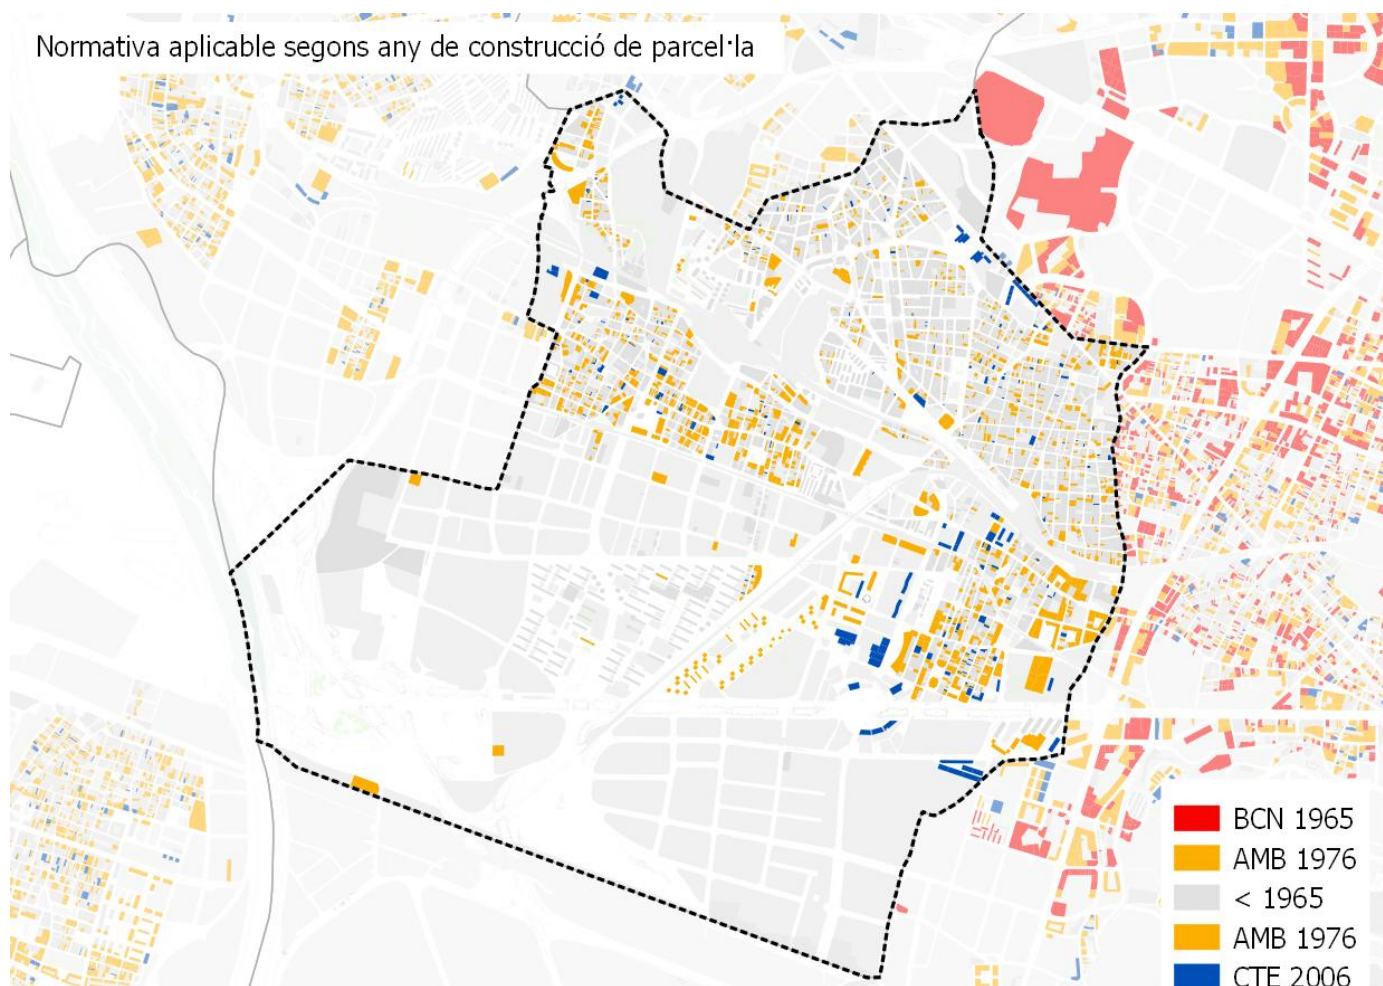 Normativa aplicable segons any de construcció de parcel·la
BCN 1965
AMB 1976
< 1965
AMB 1976
CTE 2006